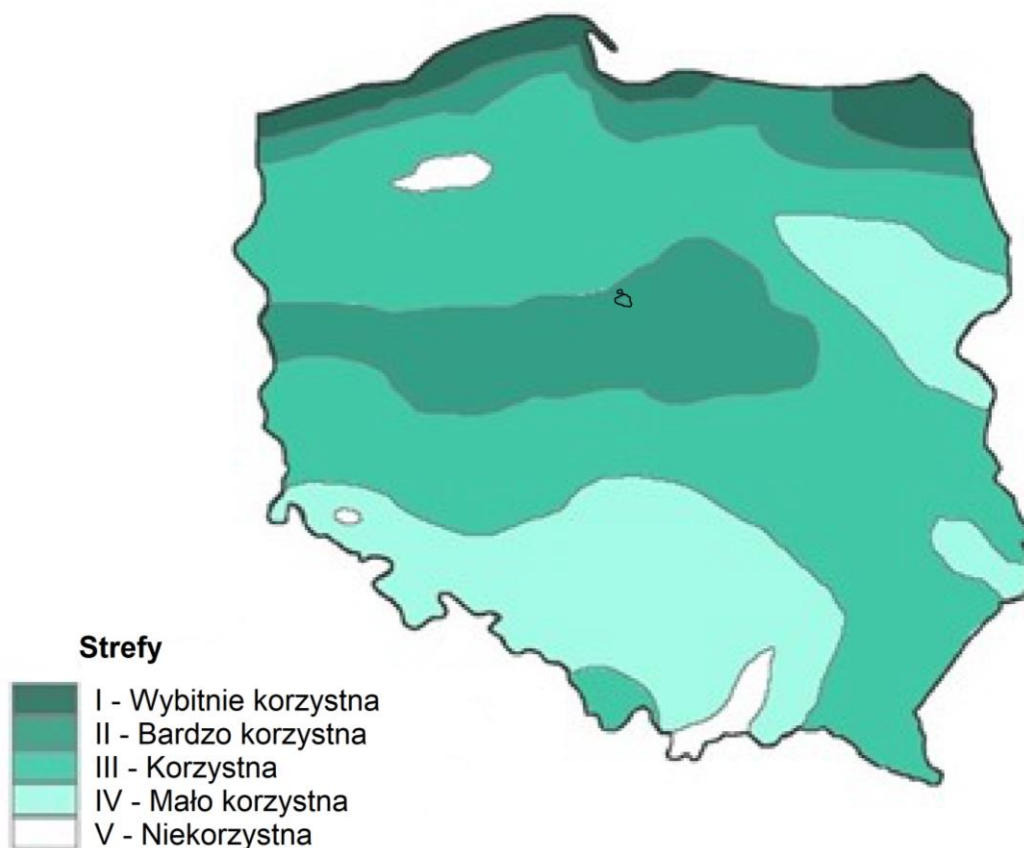 Strefy
I - Wybitnie korzystna
II - Bardzo korzystna
III - Korzystna
IV - Mało korzystna
V - Niekorzystna